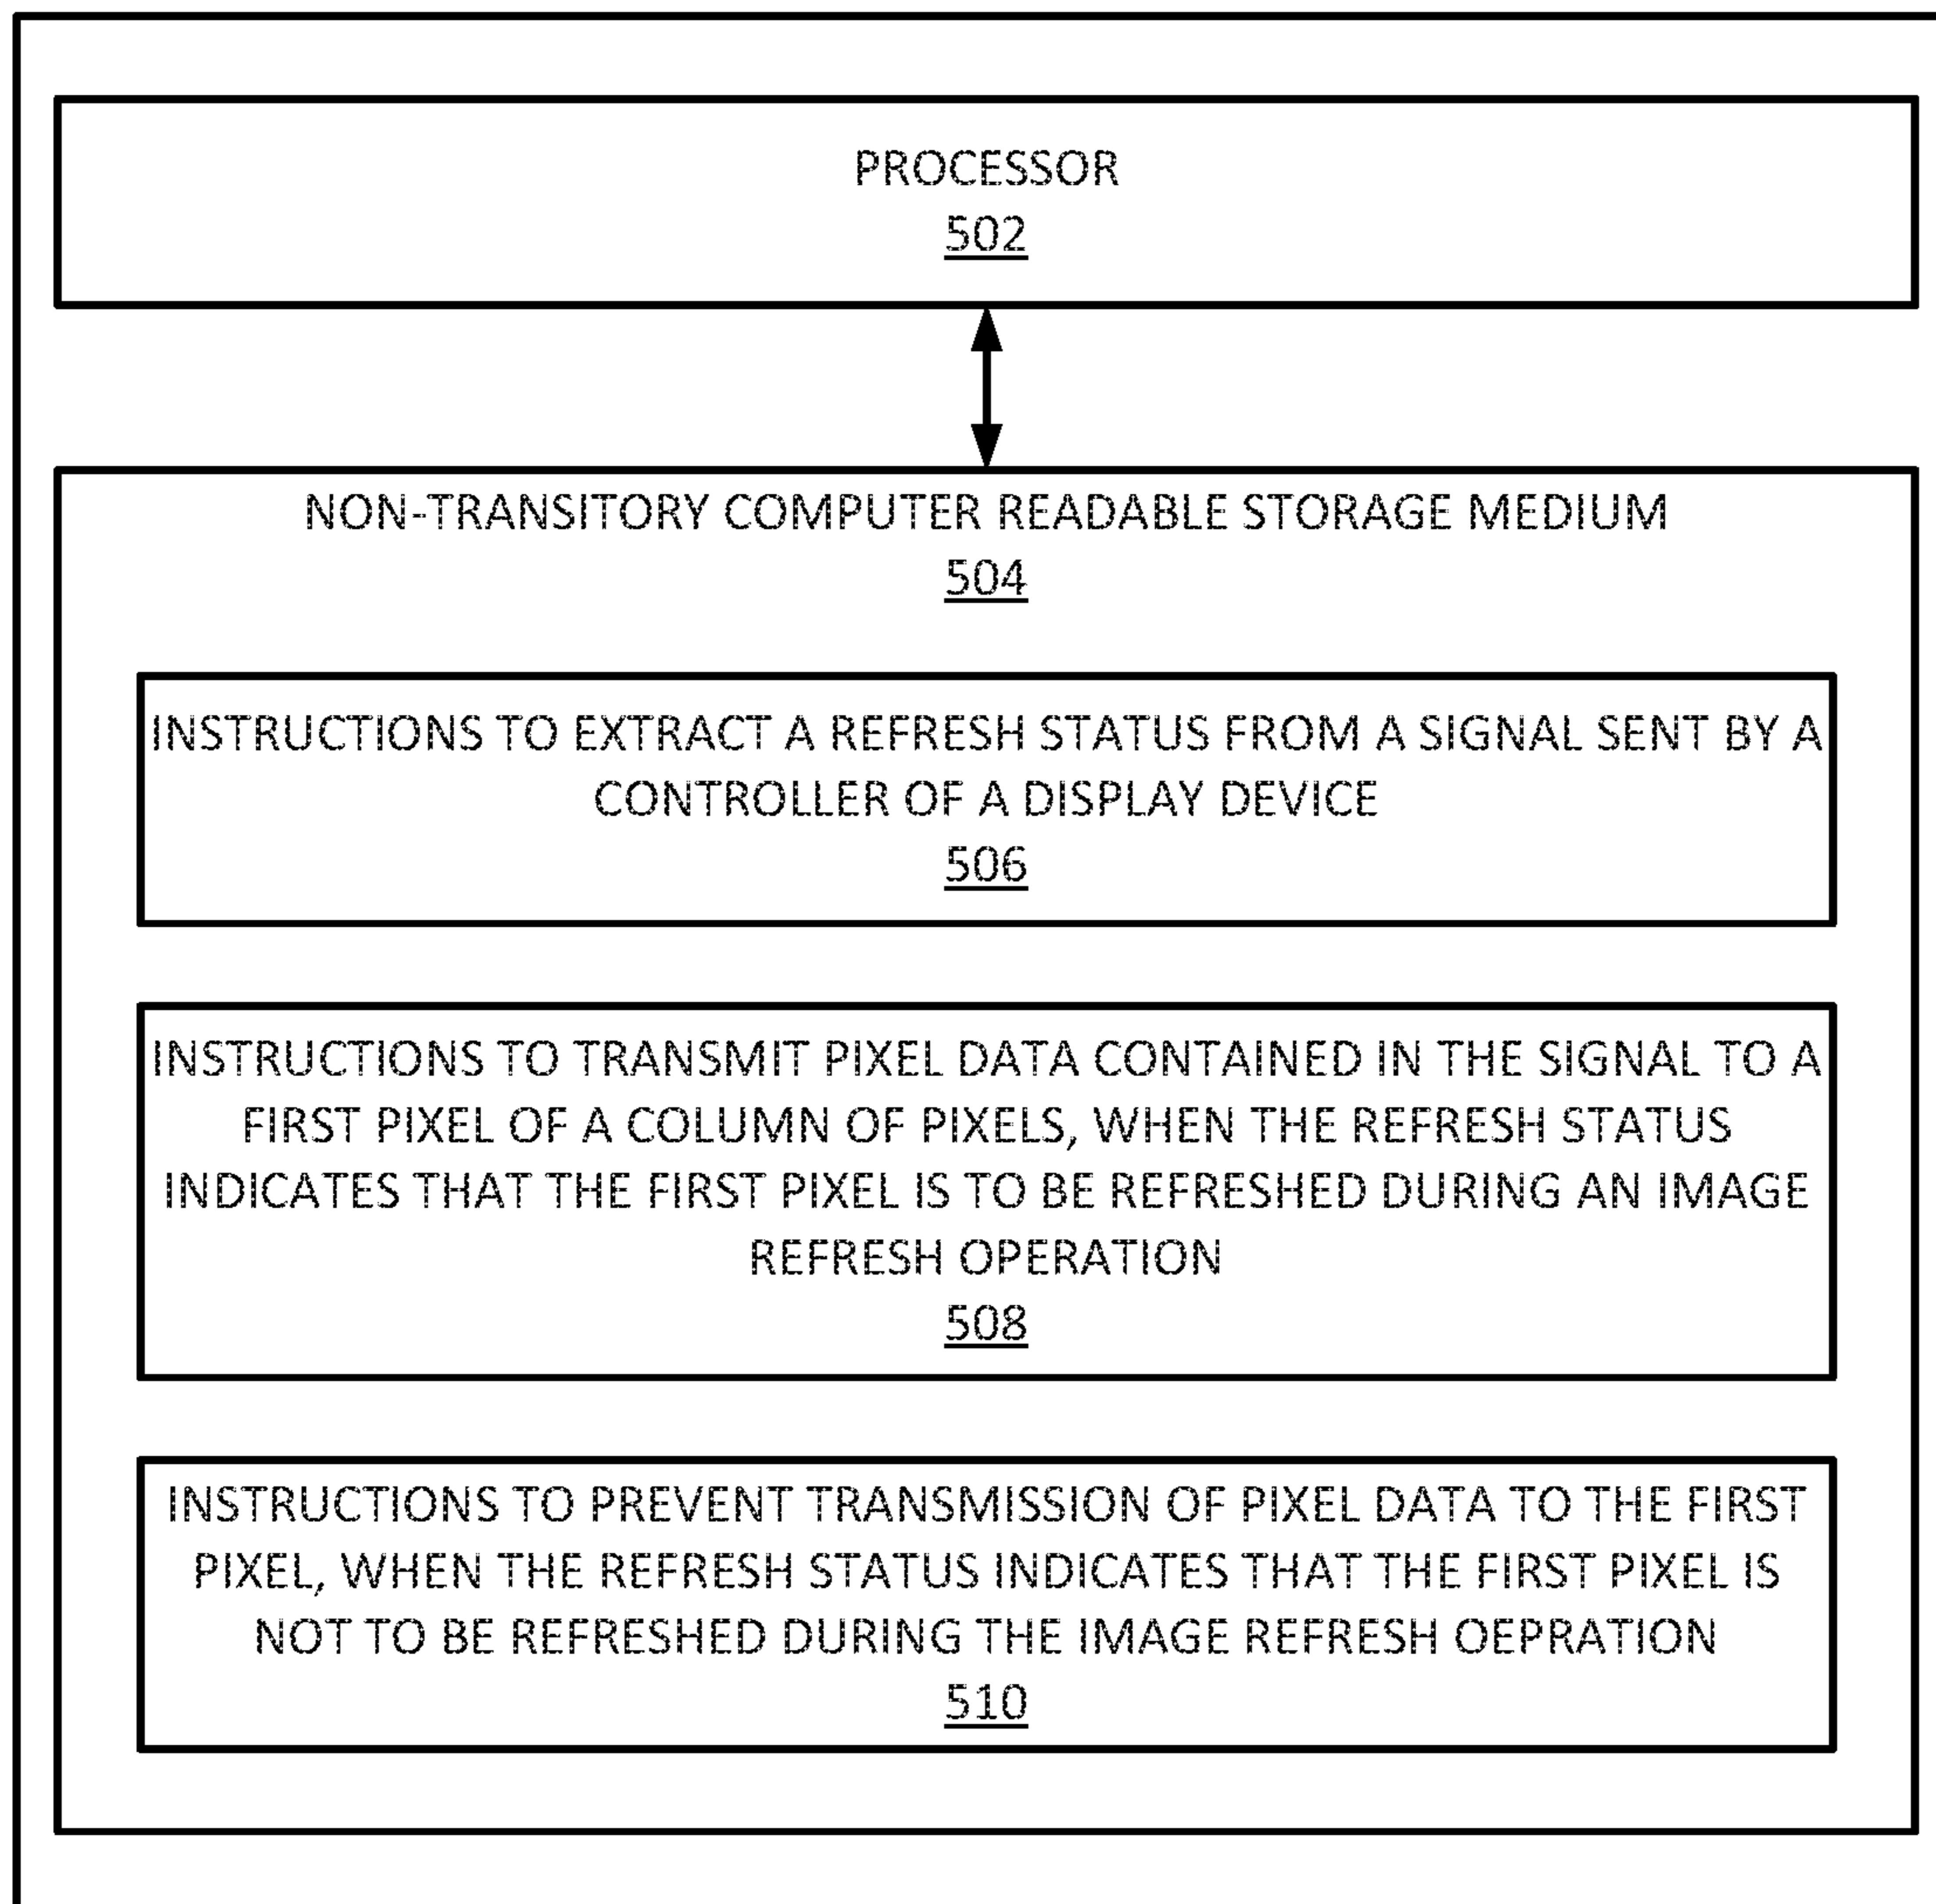 PROCESSOR
502
NON-TRANSITORY COMPUTER READABLE STORAGE MEDIUM
504
INSTRUCTIONS TO EXTRACT A REFRESH STATUS FROM A SIGNAL SENT BY A
CONTROLLER OF A DISPLAY DEVICE
506
INSTRUCTIONS TO TRANSMIT PIXEL DATA CONTAINED IN THE SIGNAL TO A
FIRST PIXEL OF A COLUMN OF PIXELS, WHEN THE REFRESH STATUS
INDICATES THAT THE FIRST PIXEL IS TO BE REFRESHED DURING AN IMAGE
REFRESH OPERATION
508
INSTRUCTIONS TO PREVENT TRANSMISSION OF PIXEL DATA TO THE FIRST
PIXEL, WHEN THE REFRESH STATUS INDICATES THAT THE FIRST PIXEL IS
NOT TO BE REFRESHED DURING THE IMAGE REFRESH OEPRATION
510